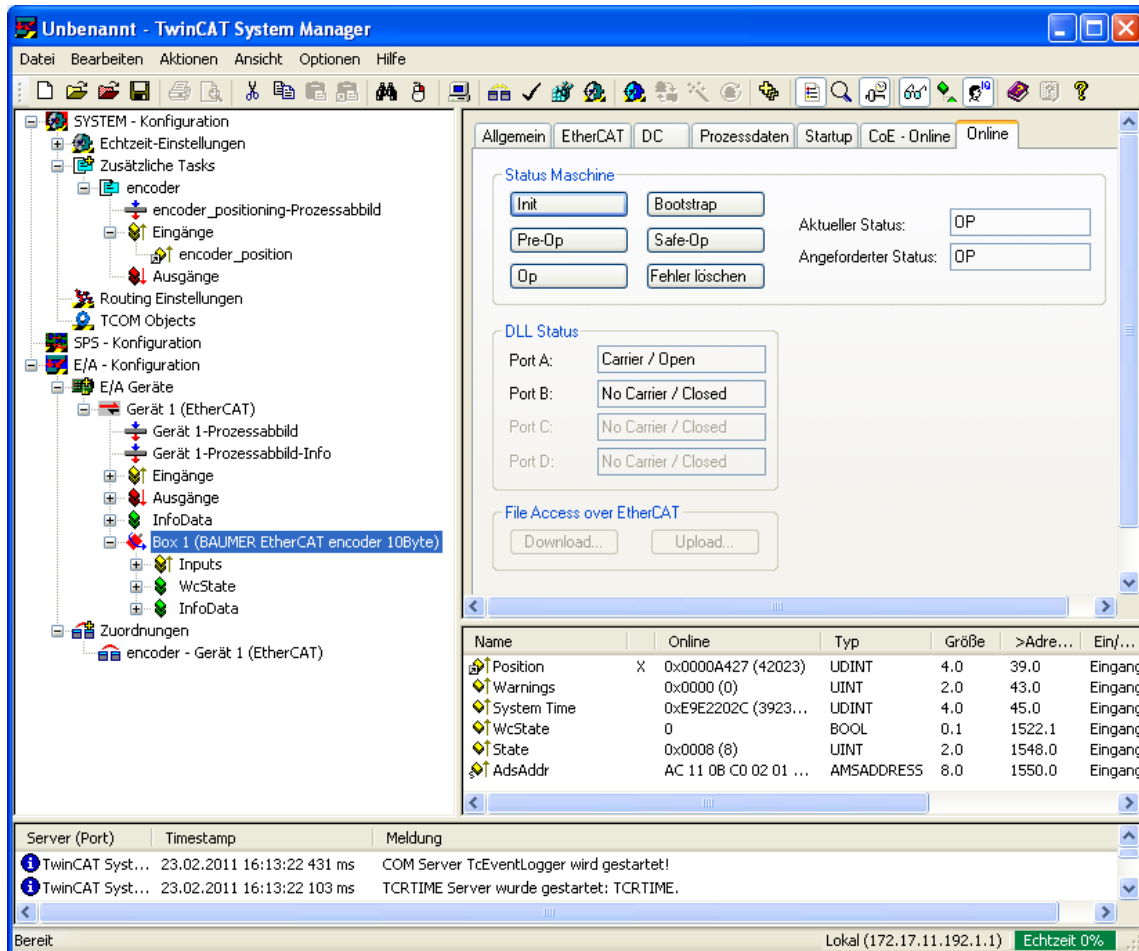 Unbenannt - TwinCAT System Manager
Datei Bearbeiten Aktionen Ansicht Optionen Hilfe
SYSTEM - Konfiguration
Echtzeit-Einstellungen
Zusätzliche Tasks
encoder
encoder_positioning-Prozessabbild
Eingänge
encoder_position
Ausgänge
Routing Einstellungen
TCOM Objects
SPS - Konfiguration
E/A - Konfiguration
E/A Geräte
Gerät 1 (EtherCAT)
Gerät 1-Prozessabbild
Gerät 1-Prozessabbild-Info
Eingänge
Ausgänge
InfoData
Box 1 (BAUMER EtherCAT encoder 10Byte)
Inputs
WcState
InfoData
Zuordnungen
encoder - Gerät 1 (EtherCAT)
Allgemein EtherCAT DC Prozessdaten Startup CoE - Online Online
Status Maschine
Init Bootstrap
Pre-Op Safe-Op
Op Fehler löschen
Aktueller Status: OP
Angeforderter Status: OP
DLL Status
Port A: Carrier / Open
Port B: No Carrier / Closed
Port C: No Carrier / Closed
Port D: No Carrier / Closed
File Access over EtherCAT
Download... Upload...
Name Online Typ Größe >Adre... Ein/...
Position X 0x0000A427 (42023) UDINT 4.0 39.0 Eingang
Warnings 0x0000 (0) UINT 2.0 43.0 Eingang
System Time 0xE9E2202C (3923... UDINT 4.0 45.0 Eingang
WcState 0 BOOL 0.1 1522.1 Eingang
State 0x0008 (8) UINT 2.0 1548.0 Eingang
AdsAddr AC 11 0B C0 02 01 ... AMSADDRESS 8.0 1550.0 Eingang
Server (Port) Timestamp Meldung
TwinCAT Syst... 23.02.2011 16:13:22 431 ms COM Server TcEventLogger wird gestartet!
TwinCAT Syst... 23.02.2011 16:13:22 103 ms TCRTIME Server wurde gestartet: TCRTIME.
Bereit Lokal (172.17.11.192.1.1) Echtzeit 0%